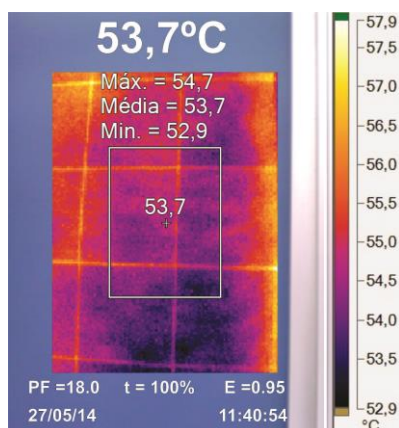 53,7ºC
Máx. = 54,7
Média = 53,7
Min. = 52,9
53,7
PF =18.0 t = 100% E =0.95
27/05/14 11:40:54
57,9
57,5
57,0
56,5
56,0
55,5
55,0
54,5
54,0
53,5
52,9
°C